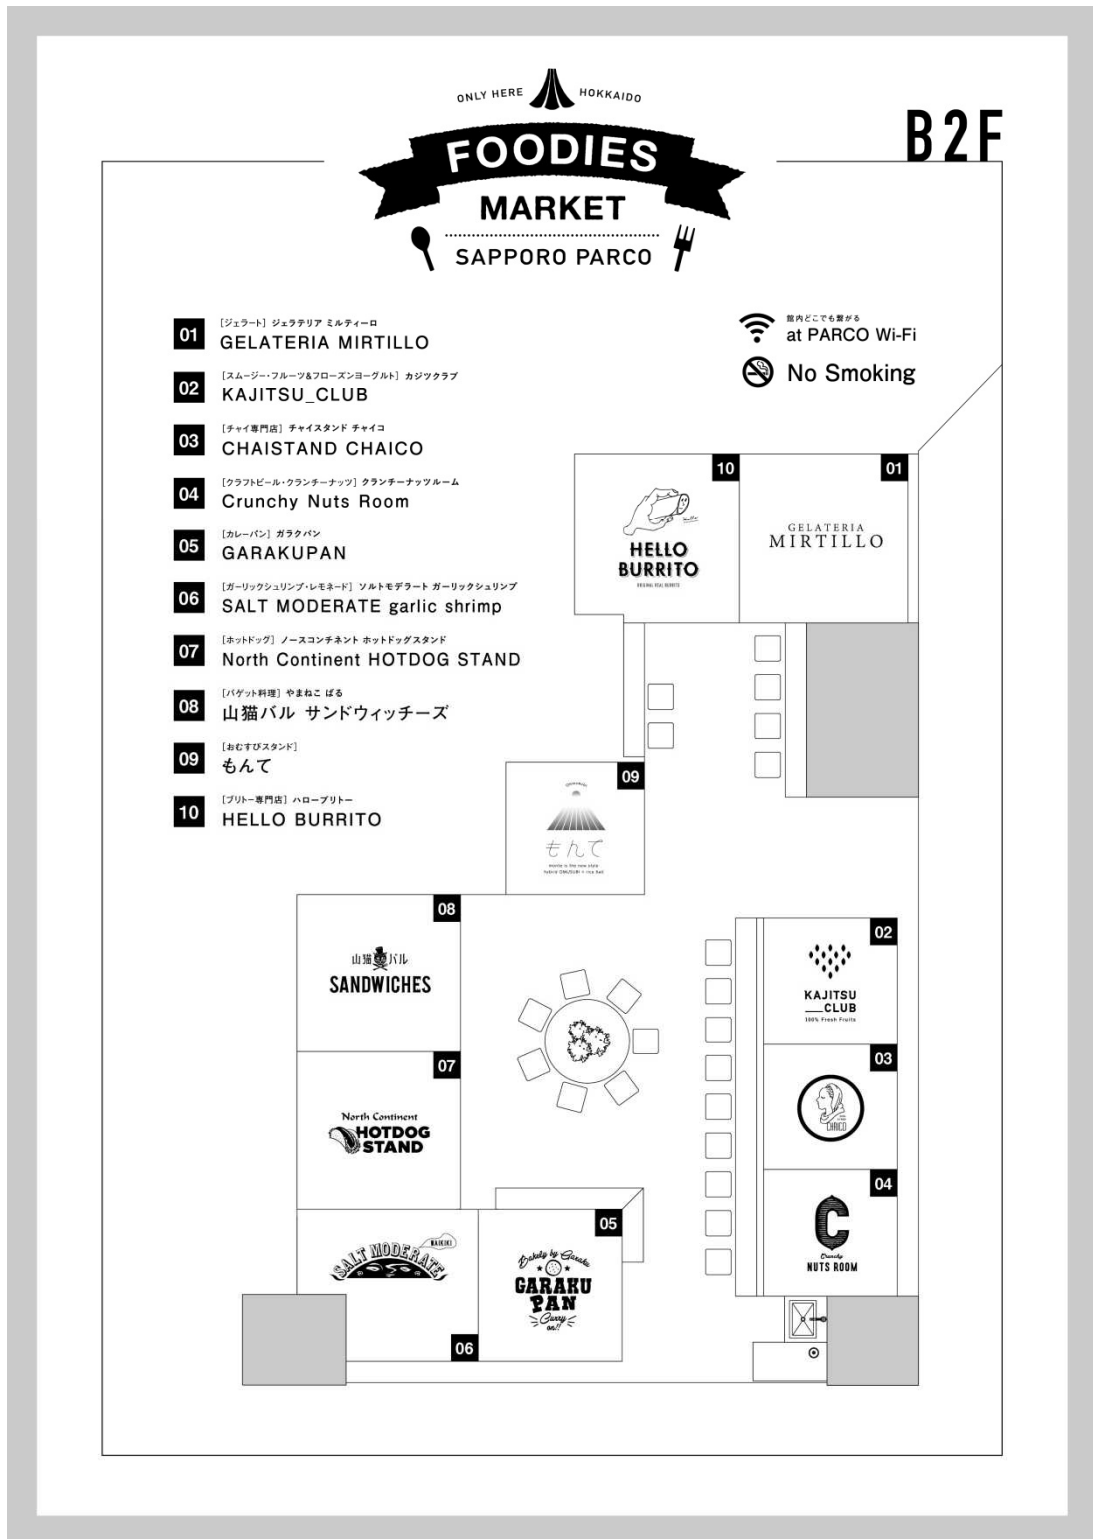 ONLY HERE HOKKAIDO
FOODIES
MARKET
SAPPORO PARCO
B2F
01 [ジェラート] ジェラテリア ミルティーロ
GELATERIA MIRTILLO
02 [スムージー・フルーツ&フローズンヨーグルト] カジツクラブ
KAJITSU_CLUB
03 [チャイ専門店] チャイスタンド チャイコ
CHAISTAND CHAICO
04 [クラフトビール・クランチーナッツ] クランチーナッツルーム
Crunchy Nuts Room
05 [カレーパン] ガラクパン
GARAKUPAN
06 [ガーリックシュリンプ・レモネード] ソルトモデラート ガーリックシュリンプ
SALT MODERATE garlic shrimp
07 [ホットドッグ] ノースコンチネント ホットドッグスタンド
North Continent HOTDOG STAND
08 [バゲット料理] やまねこ ばる
山猫バル サンドウィッチーズ
09 [おむすびスタンド]
もんて
10 [ブリトー専門店] ハローブリトー
HELLO BURRITO
館内どこでも繋がる
at PARCO Wi-Fi
No Smoking
10
HELLO
BURRITO
ORIGINAL REAL BURRITO
01
GELATERIA
MIRTILLO
09
もんて
monte is the new style
hybrid OMUSUBI = rice ball
08
山猫バル
SANDWICHES
07
North Continent
HOTDOG
STAND
SALT MODERATE
WAIKIKI
06
05
Bakery by Garaku
GARAKU
PAN
Curry
on!!
02
KAJITSU
__CLUB
100% Fresh Fruits
03
CHAICO
04
C
Crunchy
NUTS ROOM